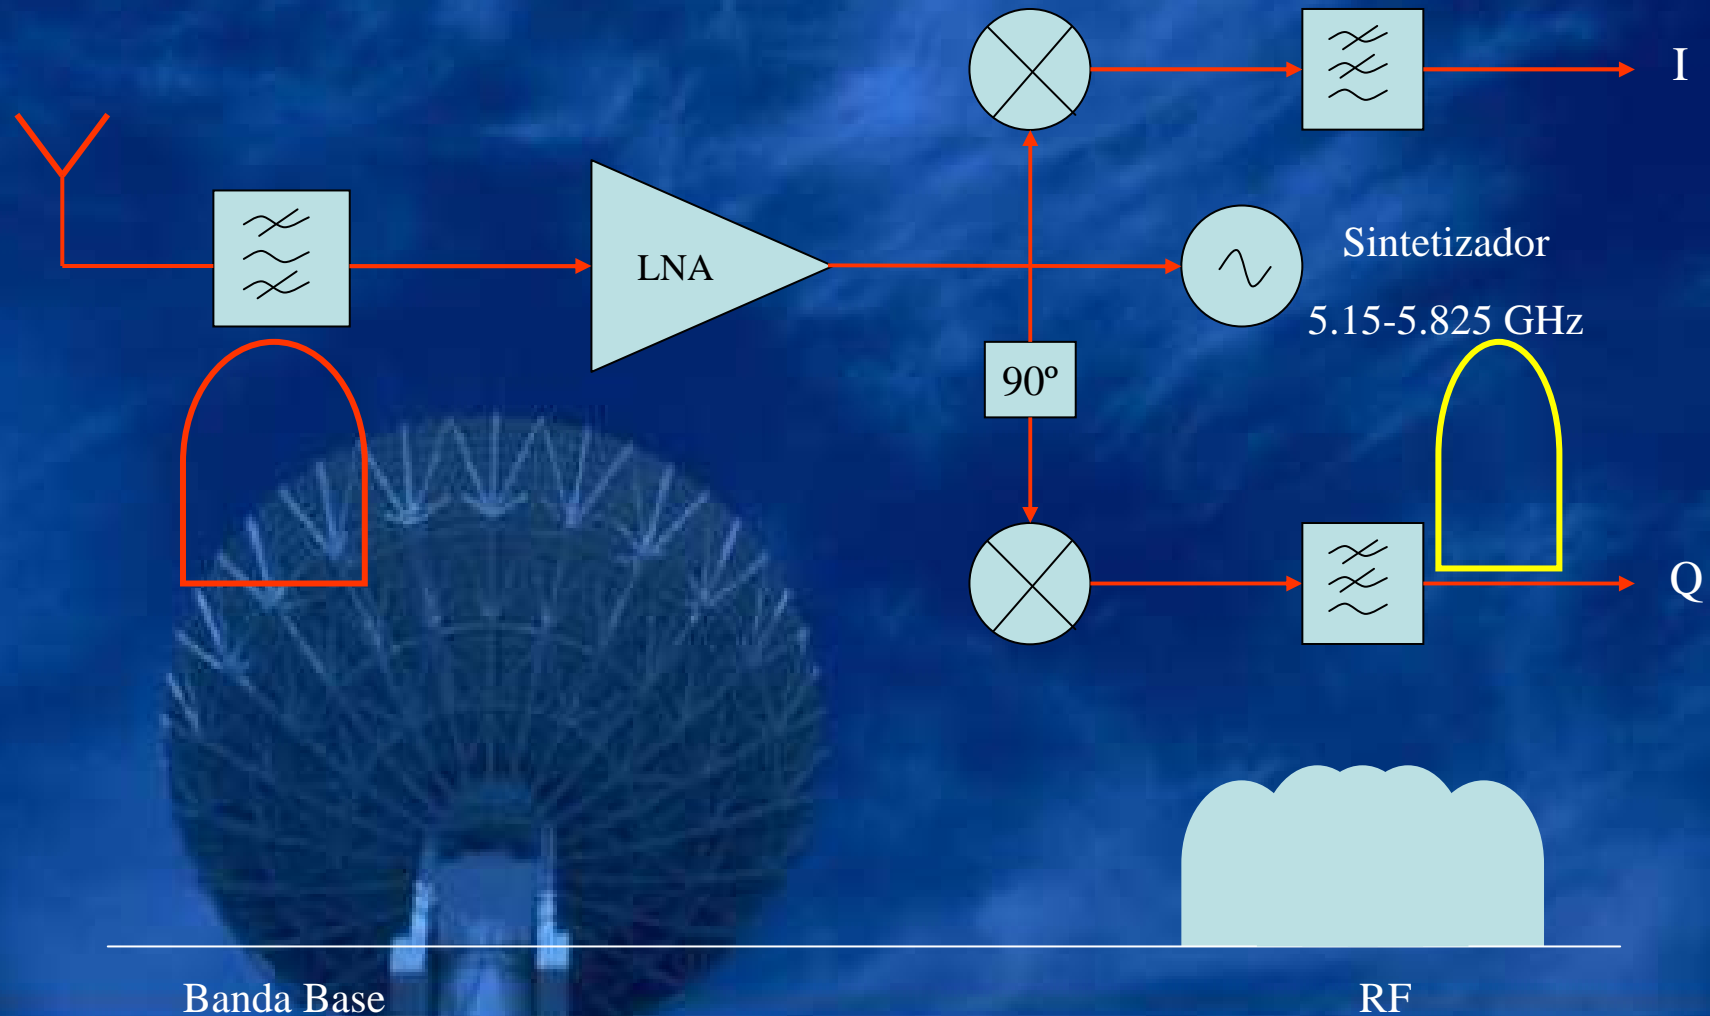 I
LNA
Sintetizador
5.15-5.825 GHz
90º
Q
Banda Base
RF